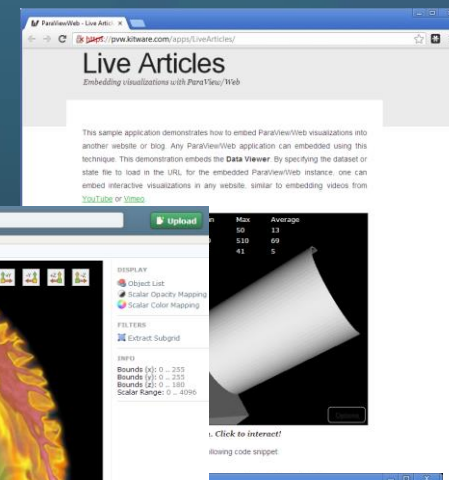 ParaViewWeb - Live Articl
https://pvw.kitware.com/apps/LiveArticles/
Live Articles
Embedding visualizations with ParaView/Web
This sample application demonstrates how to embed ParaView/Web visualizations into
another website or blog. Any ParaView/Web application can embedded using this
technique. This demonstration embeds the Data Viewer. By specifying the dataset or
state file to load in the URL for the embedded ParaView/Web instance, one can
embed interactive visualizations in any website, similar to embedding videos from
YouTube or Vimeo.
Upload
Max Average
50 13
510 69
41 5
DISPLAY
Object List
Scalar Opacity Mapping
Scalar Color Mapping
FILTERS
Extract Subgrid
INFO
Bounds (x): 0 .. 255
Bounds (y): 0 .. 255
Bounds (z): 0 .. 180
Scalar Range: 0 .. 4096
Click to interact!
llowing code snippet